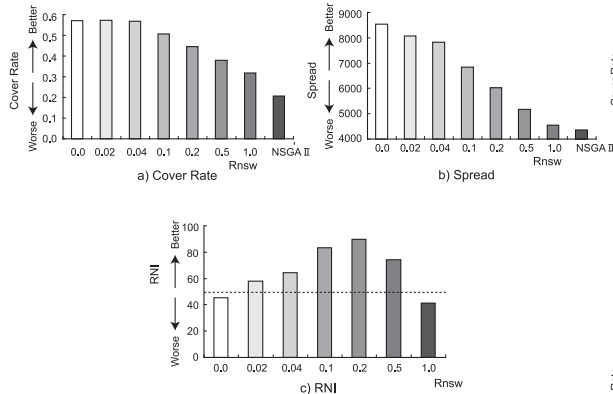 Cover Rate
Worse Better
0.6
0.5
0.4
0.3
0.2
0.1
0.0
0.0 0.02 0.04 0.1 0.2 0.5 1.0 NSGA II
Rnsw
a) Cover Rate
Spread
Worse Better
9000
8000
7000
6000
5000
4000
0.0 0.02 0.04 0.1 0.2 0.5 1.0 NSGA II
Rnsw
b) Spread
RNI
Worse Better
100
80
60
40
20
0
0.0 0.02 0.04 0.1 0.2 0.5 1.0
Rnsw
c) RNI